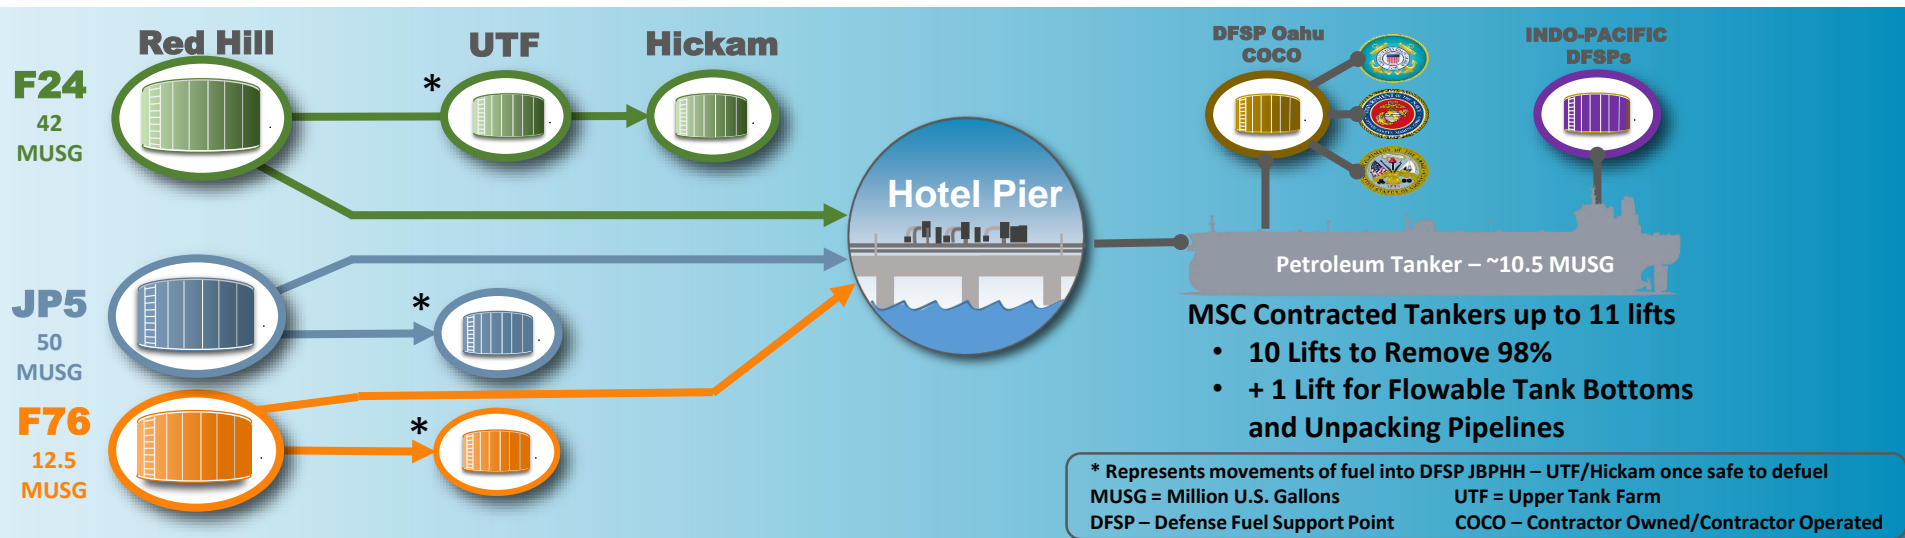 Red Hill
UTF
Hickam
F24
42
MUSG
*
JP5
50
MUSG
*
F76
12.5
MUSG
*
Hotel Pier
DFSP Oahu
COCO
INDO-PACIFIC
DFSPs
Petroleum Tanker – ~10.5 MUSG
MSC Contracted Tankers up to 11 lifts
• 10 Lifts to Remove 98%
• + 1 Lift for Flowable Tank Bottoms
and Unpacking Pipelines
* Represents movements of fuel into DFSP JBPHH – UTF/Hickam once safe to defuel
MUSG = Million U.S. Gallons
UTF = Upper Tank Farm
DFSP – Defense Fuel Support Point
COCO – Contractor Owned/Contractor Operated